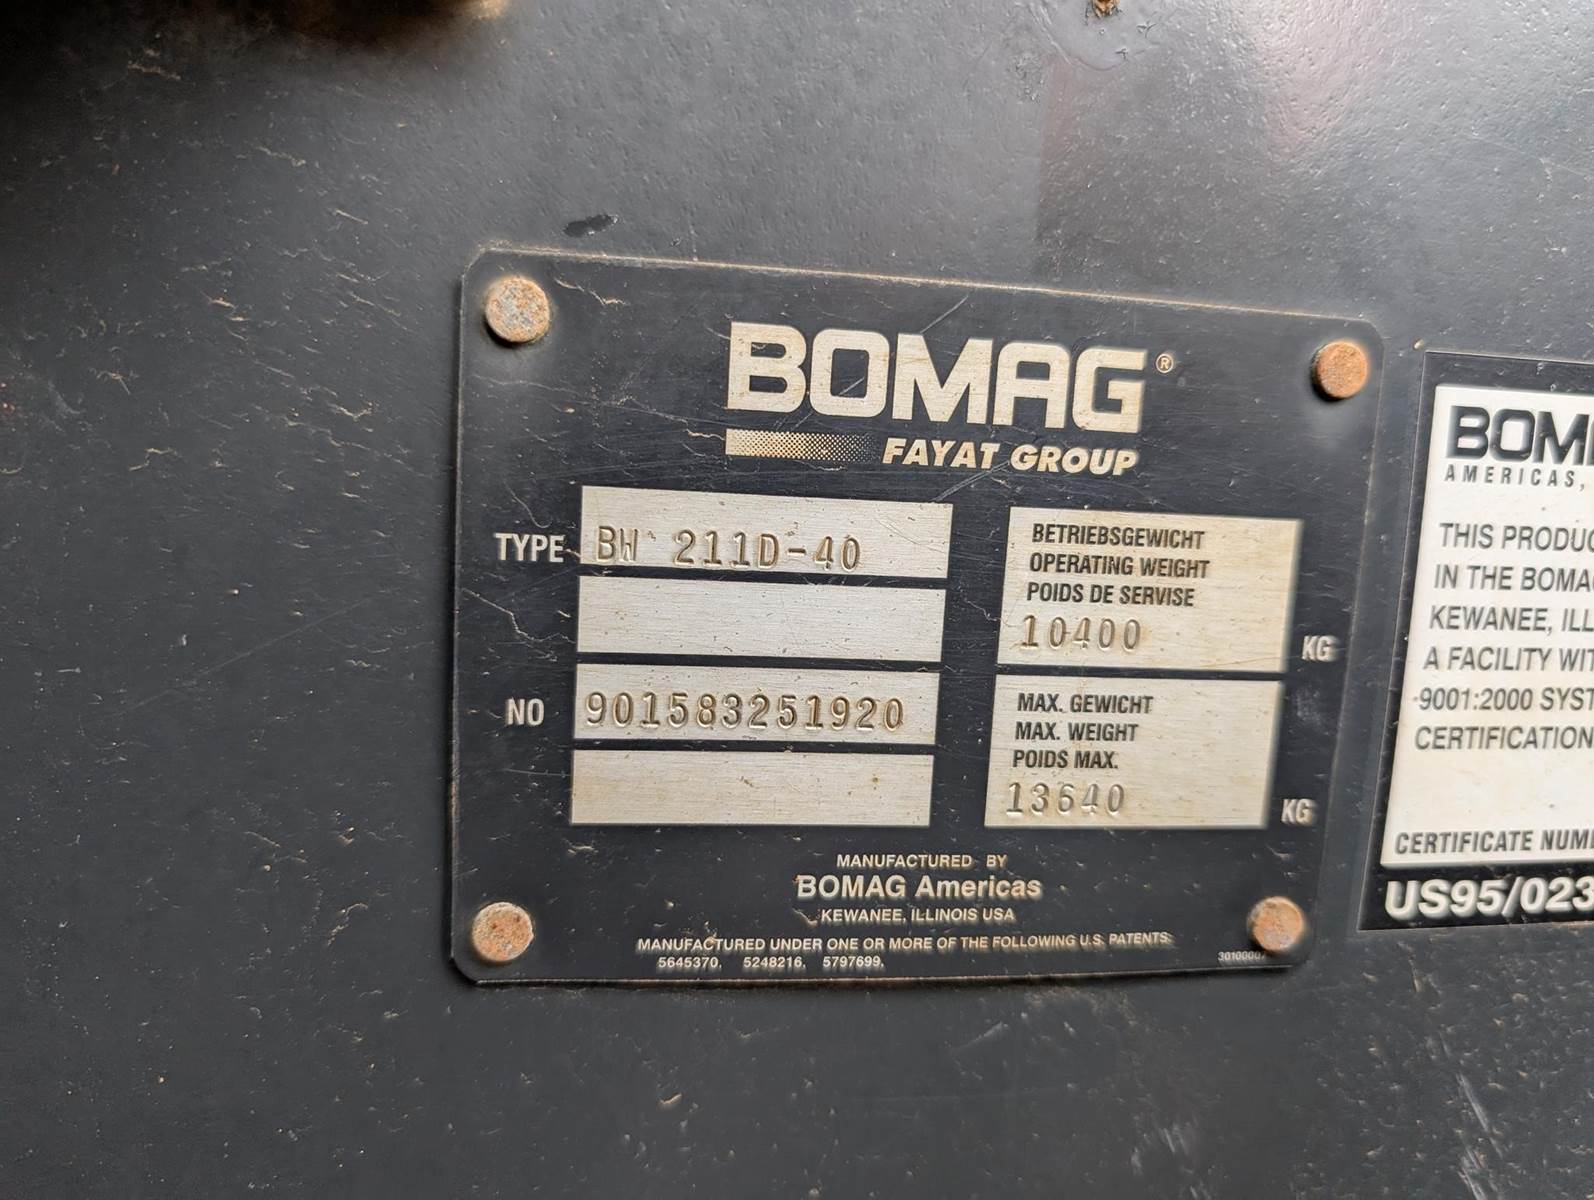 BOMAG®
FAYAT GROUP
TYPE BW 211D-40
NO 901583251920
BETRIEBSGEWICHT
OPERATING WEIGHT
POIDS DE SERVISE
10400 KG
MAX. GEWICHT
MAX. WEIGHT
POIDS MAX.
13640 KG
MANUFACTURED BY
BOMAG Americas
KEWANEE, ILLINOIS USA
MANUFACTURED UNDER ONE OR MORE OF THE FOLLOWING U.S. PATENTS:
5645370, 5248216, 5797699,
BOM
AMERICAS,
THIS PRODUC
IN THE BOMA
KEWANEE, ILL
A FACILITY WIT
9001:2000 SYST
CERTIFICATION
CERTIFICATE NUM
US95/023